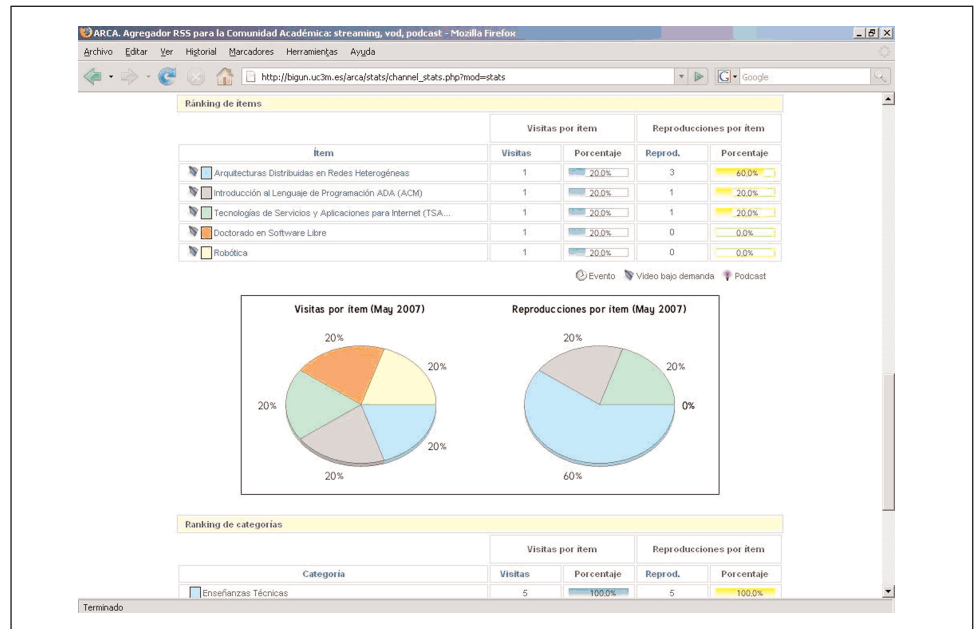 ARCA. Agregador RSS para la Comunidad Académica: streaming, vod, podcast - Mozilla Firefox
Archivo Editar Ver Historial Marcadores Herramientas Ayuda
http://bigun.uc3m.es/arca/stats/channel_stats.php?mod=stats
Google
Ránking de ítems
Visitas por ítem Reproducciones por ítem
Ítem Visitas Porcentaje Reprod. Porcentaje
Arquitecturas Distribuidas en Redes Heterogéneas 1 20.0% 3 60.0%
Introducción al Lenguaje de Programación ADA (ACM) 1 20.0% 1 20.0%
Tecnologías de Servicios y Aplicaciones para Internet (TSA... 1 20.0% 1 20.0%
Doctorado en Software Libre 1 20.0% 0 0.0%
Robótica 1 20.0% 0 0.0%
Evento Video bajo demanda Podcast
Visitas por ítem (May 2007) Reproducciones por ítem (May 2007)
20% 20%
20% 20%
20% 0%
20%
20% 60%
Ranking de categorías
Visitas por ítem Reproducciones por ítem
Categoría Visitas Porcentaje Reprod. Porcentaje
Enseñanzas Técnicas 5 100.0% 5 100.0%
Terminado